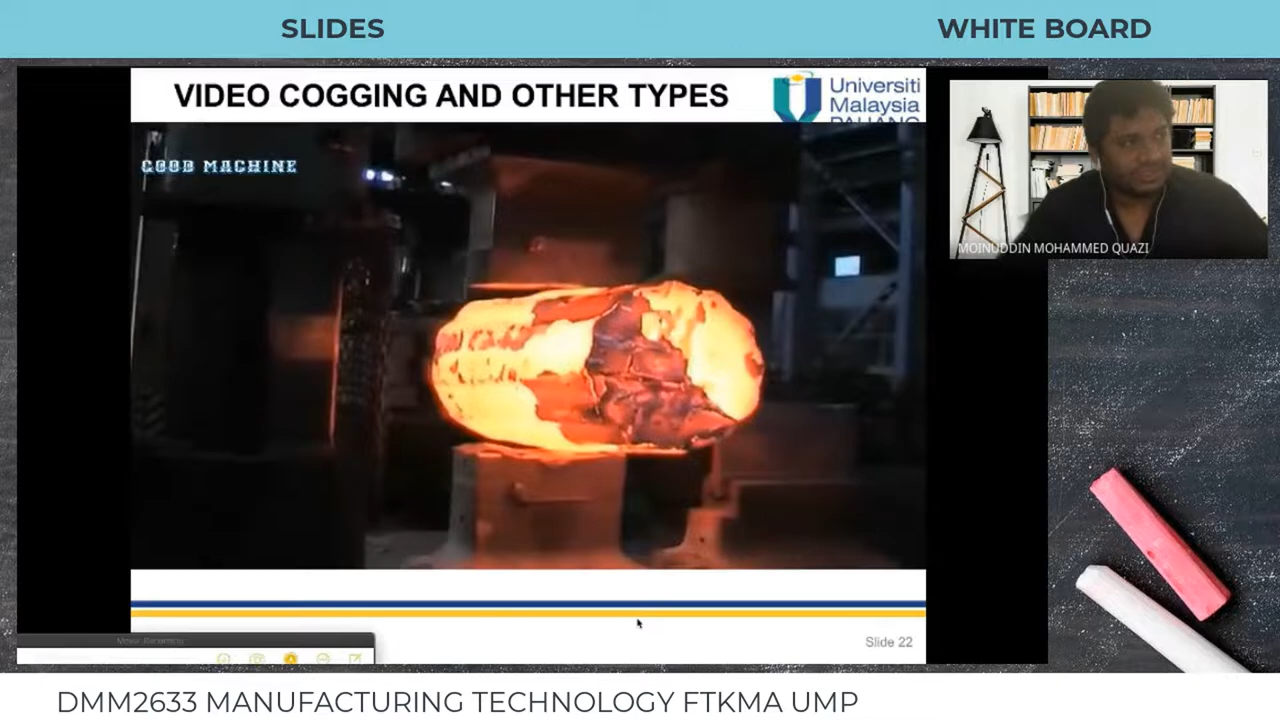 SLIDES
WHITE BOARD
VIDEO COGGING AND OTHER TYPES
Universiti
Malaysia
PAHANG
GOOD MACHINE
MOINUDDIN MOHAMMED QUAZI
Slide 22
DMM2633 MANUFACTURING TECHNOLOGY FTKMA UMP